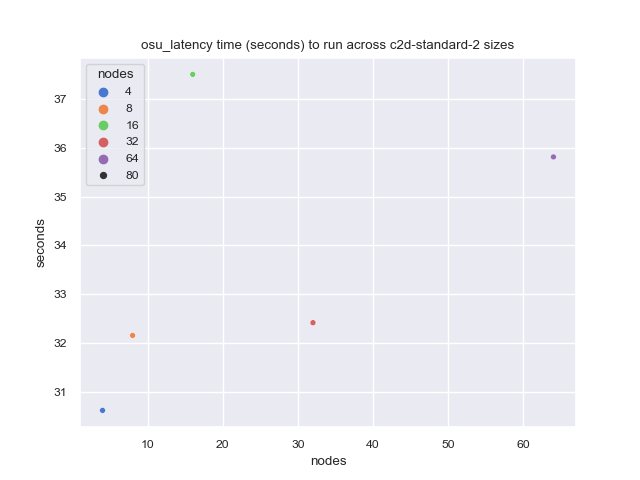 osu_latency time (seconds) to run across c2d-standard-2 sizes
nodes
4
8
16
32
64
80
37
36
35
34
33
32
31
seconds
10 20 30 40 50 60
nodes